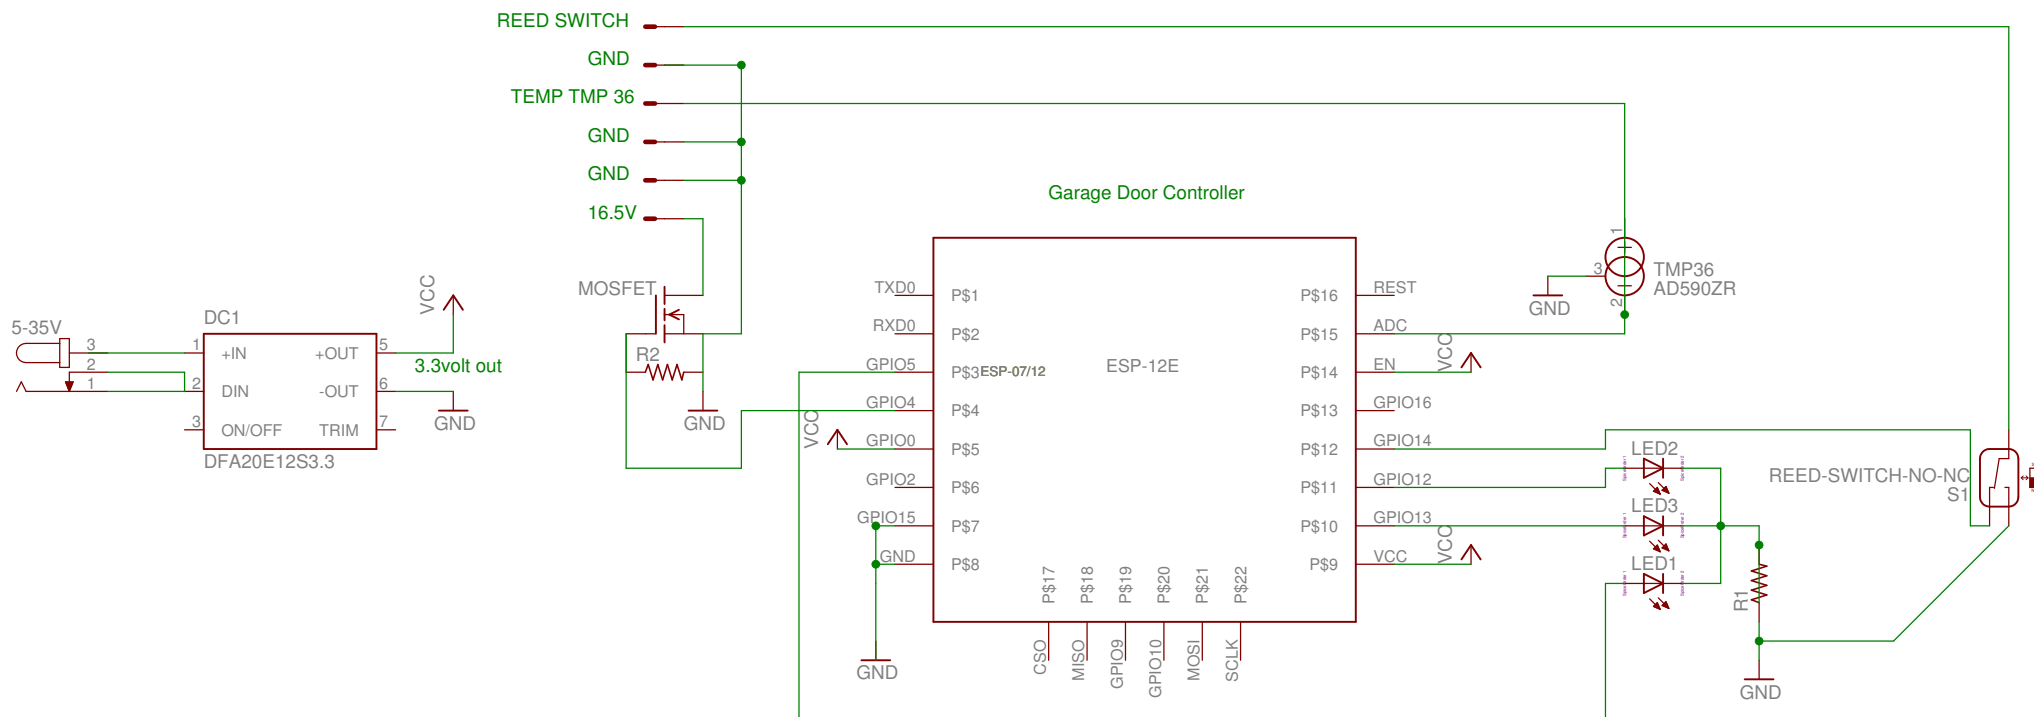 REED SWITCH
GND
TEMP TMP 36
GND
GND
16.5V
Garage Door Controller
MOSFET
R2
GND
5-35V
3
2
1
DC1
1
+IN
+OUT
5
2
DIN
-OUT
6
3
ON/OFF
TRIM
7
DFA20E12S3.3
VCC
3.3volt out
GND
TXD0
P$1
RXD0
P$2
GPIO5
P$3
ESP-07/12
GPIO4
P$4
VCC
GPIO0
P$5
GPIO2
P$6
GPIO15
P$7
GND
P$8
GND
ESP-12E
P$16
REST
P$15
ADC
P$14
EN
VCC
P$13
GPIO16
P$12
GPIO14
P$11
GPIO12
P$10
GPIO13
P$9
VCC
VCC
P$17
P$18
P$19
P$20
P$21
P$22
CSO
MISO
GPIO9
GPIO10
MOSI
SCLK
1
3
2
TMP36
AD590ZR
GND
LED2
LED3
LED1
R1
GND
REED-SWITCH-NO-NC
S1